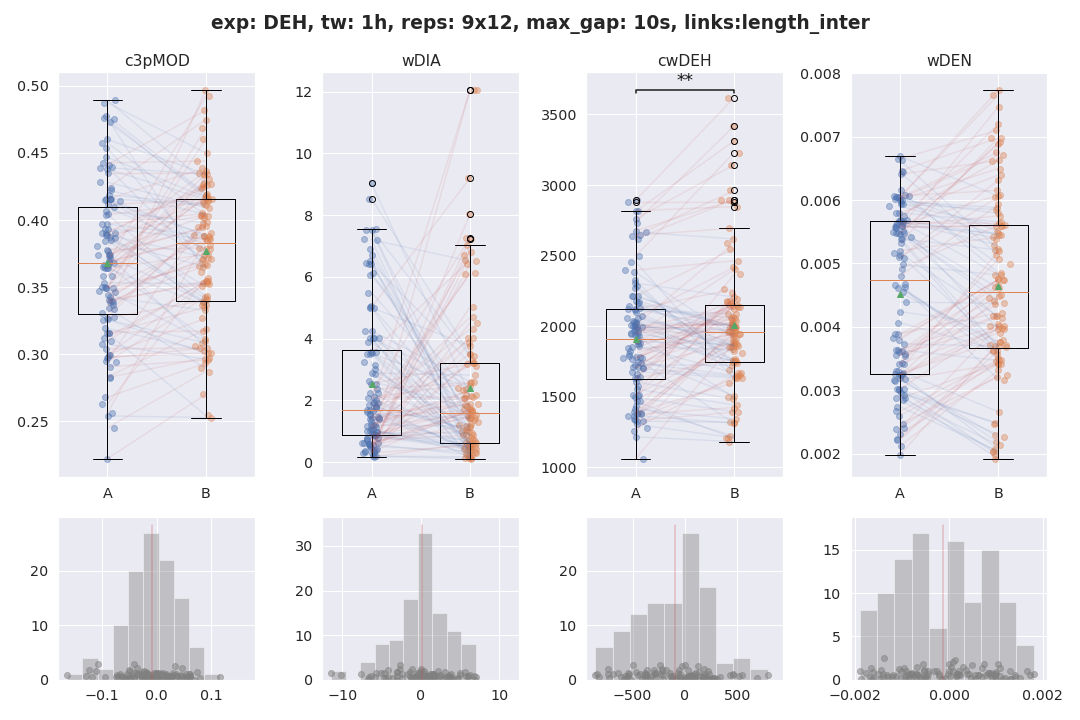 exp: DEH, tw: 1h, reps: 9x12, max_gap: 10s, links:length_inter
c3pMOD wDIA cwDEH wDEN
**
0.50 0.45 0.40 0.35 0.30 0.25
12 10 8 6 4 2 0
3500 3000 2500 2000 1500 1000
0.008 0.007 0.006 0.005 0.004 0.003 0.002
A B A B A B A B
20 10 0
30 20 10 0
20 10 0
15 10 5 0
−0.1 0.0 0.1 −10 0 10 −500 0 500 −0.002 0.000 0.002